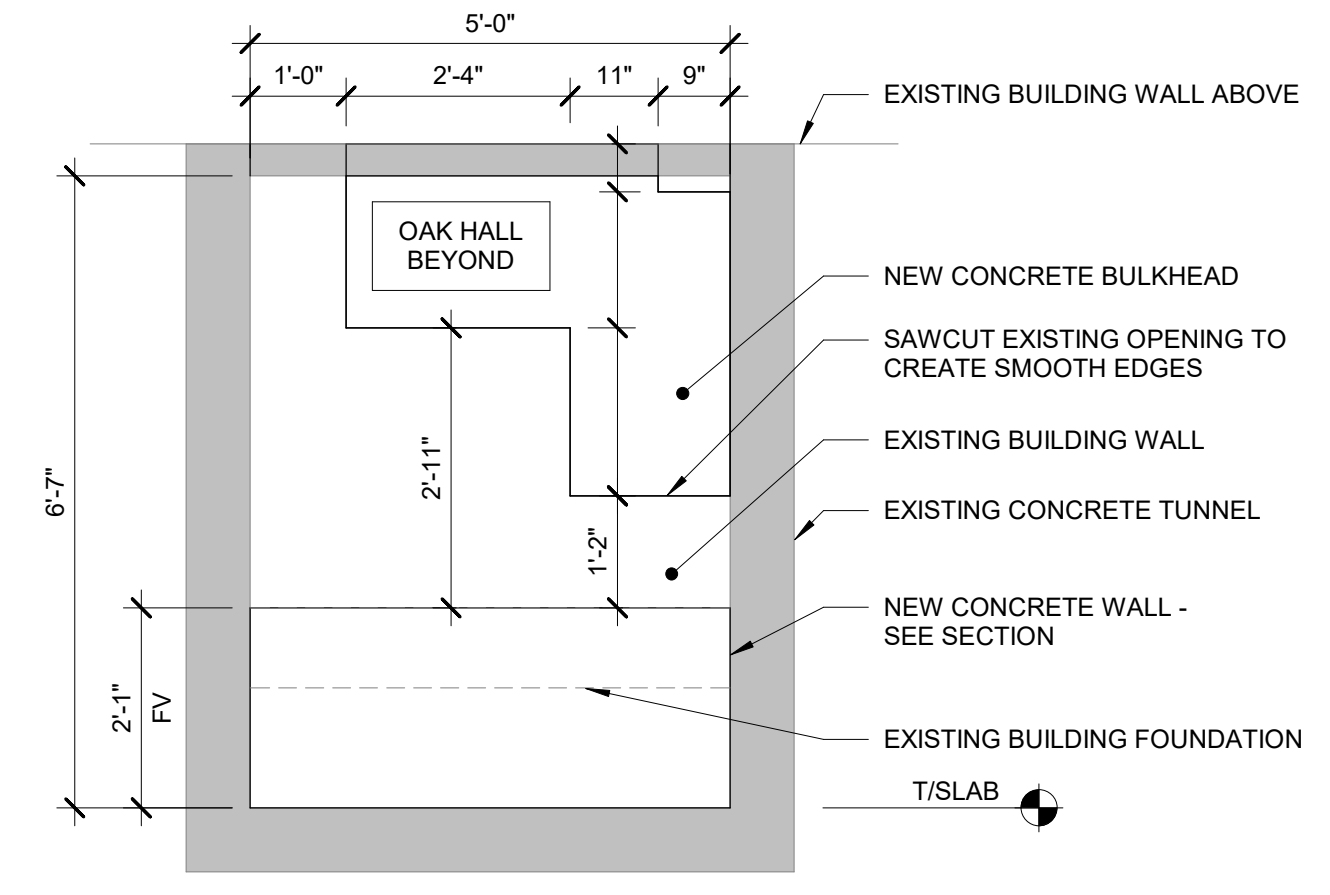 5'-0"
1'-0"
2'-4"
11"
9"
EXISTING BUILDING WALL ABOVE
OAK HALL
BEYOND
NEW CONCRETE BULKHEAD
SAWCUT EXISTING OPENING TO
CREATE SMOOTH EDGES
EXISTING BUILDING WALL
2'-11"
6'-7"
EXISTING CONCRETE TUNNEL
1'-2"
NEW CONCRETE WALL -
SEE SECTION
2'-1"
FV
EXISTING BUILDING FOUNDATION
T/SLAB